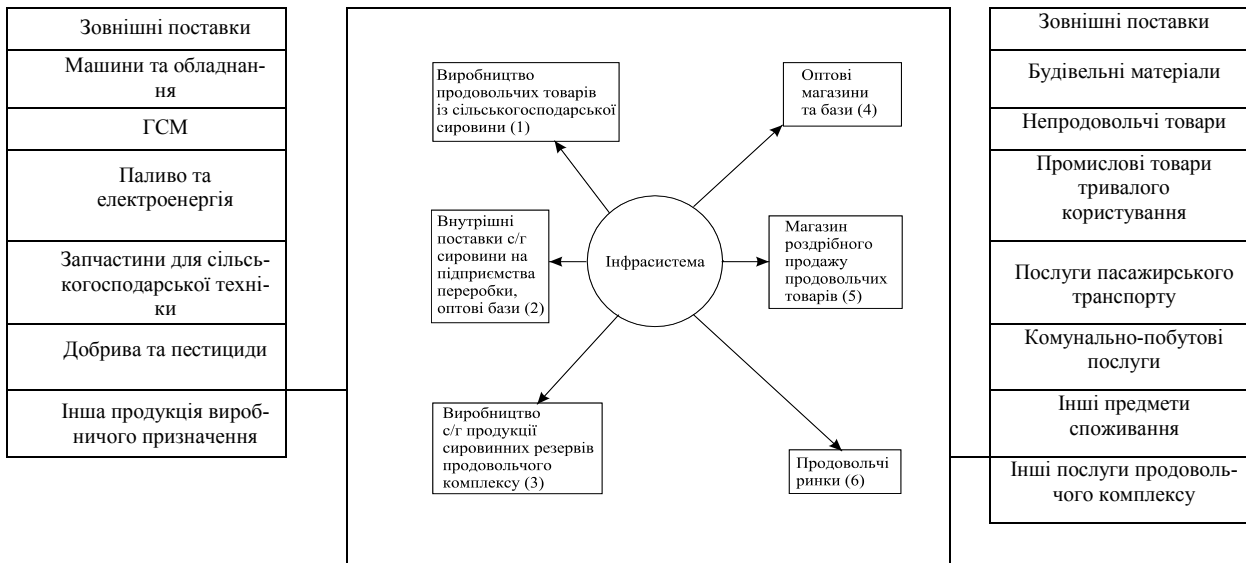 Зовнішні поставки
Машини та обладнан-
ня
ГСМ
Паливо та
електроенергія
Запчастини для сільсь-
когосподарської техні-
ки
Добрива та пестициди
Інша продукція вироб-
ничого призначення
Виробництво
продовольчих товарів
із сільськогосподарської
сировини (1)
Внутрішні
поставки с/г
сировини на
підприємства
переробки,
оптові бази (2)
Виробництво
с/г продукції
сировинних резервів
продовольчого
комплексу (3)
Інфрасистема
Оптові
магазини
та бази (4)
Магазин
роздрібного
продажу
продовольчих
товарів (5)
Продовольчі
ринки (6)
Зовнішні поставки
Будівельні матеріали
Непродовольчі товари
Промислові товари
тривалого
користування
Послуги пасажирського
транспорту
Комунально-побутові
послуги
Інші предмети
споживання
Інші послуги продоволь-
чого комплексу